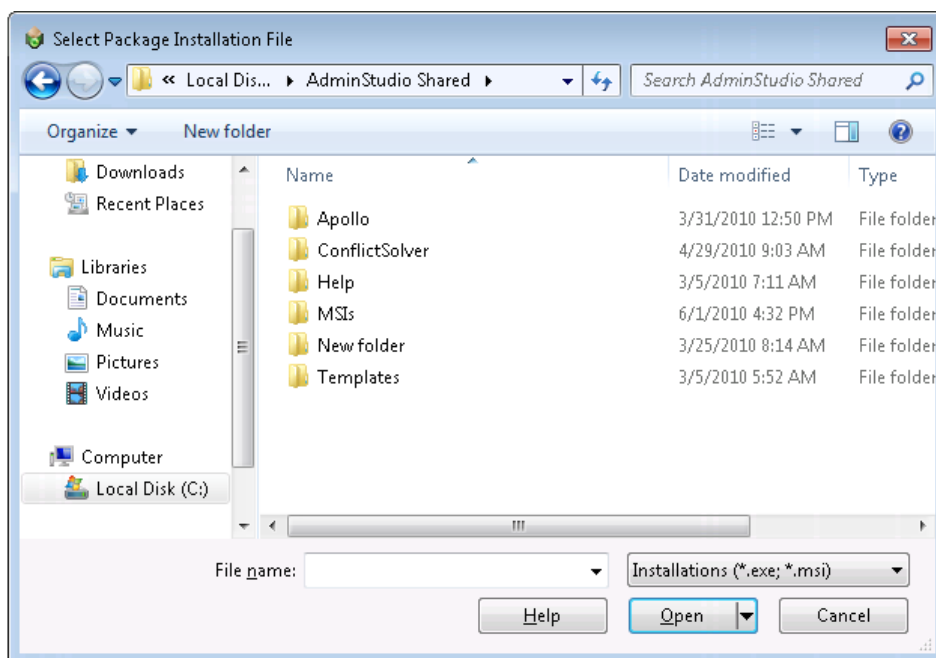 Select Package Installation File
« Local Dis... AdminStudio Shared Search AdminStudio Shared
Organize New folder
Downloads
Recent Places
Libraries
Documents
Music
Pictures
Videos
Computer
Local Disk (C:)
Name Date modified Type
Apollo 3/31/2010 12:50 PM File folder
ConflictSolver 4/29/2010 9:03 AM File folder
Help 3/5/2010 7:11 AM File folder
MSIs 6/1/2010 4:32 PM File folder
New folder 3/25/2010 8:14 AM File folder
Templates 3/5/2010 5:52 AM File folder
File name: Installations (*.exe; *.msi)
Help Open Cancel